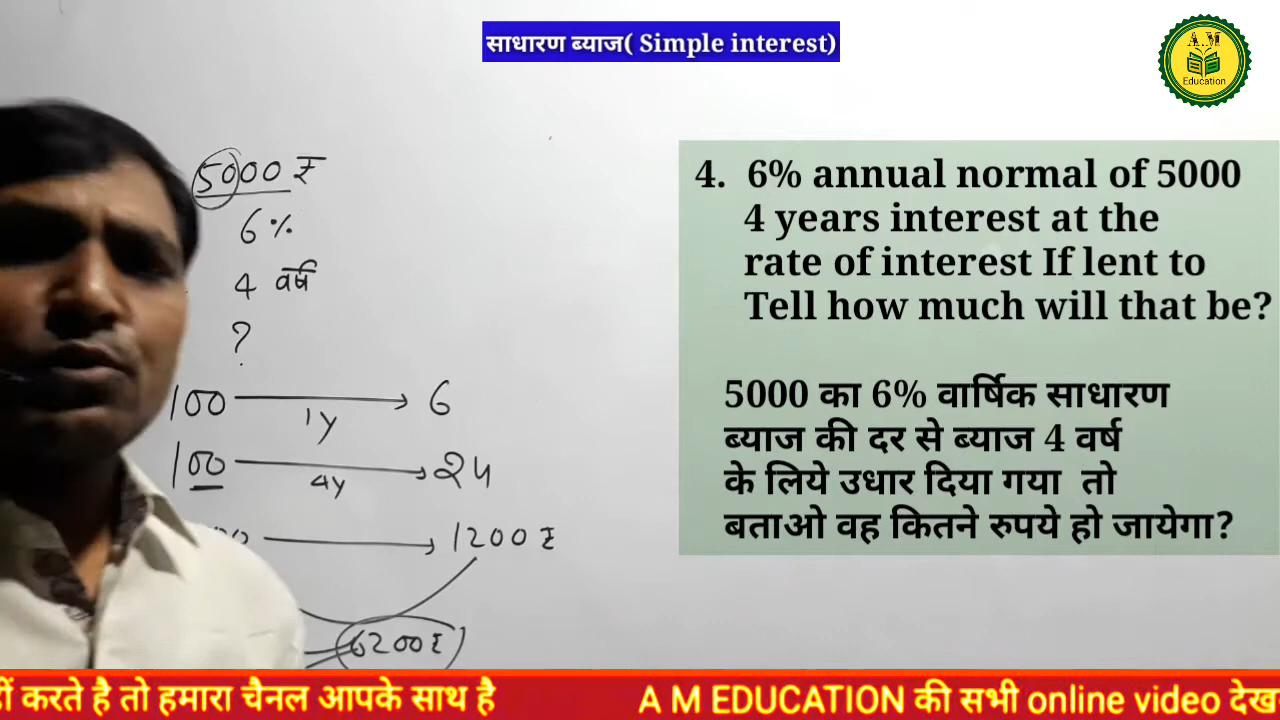 साधारण ब्याज( Simple interest)
A..M
Education
5000 ₹
6 %
4 वर्ष
?
100 1y 6
100 4y 24
1200 ₹
6200 ₹
4. 6% annual normal of 5000
4 years interest at the
rate of interest If lent to
Tell how much will that be?
5000 का 6% वार्षिक साधारण
ब्याज की दर से ब्याज 4 वर्ष
के लिये उधार दिया गया तो
बताओ वह कितने रुपये हो जायेगा?
करते है तो हमारा चैनल आपके साथ है A M EDUCATION की सभी online video